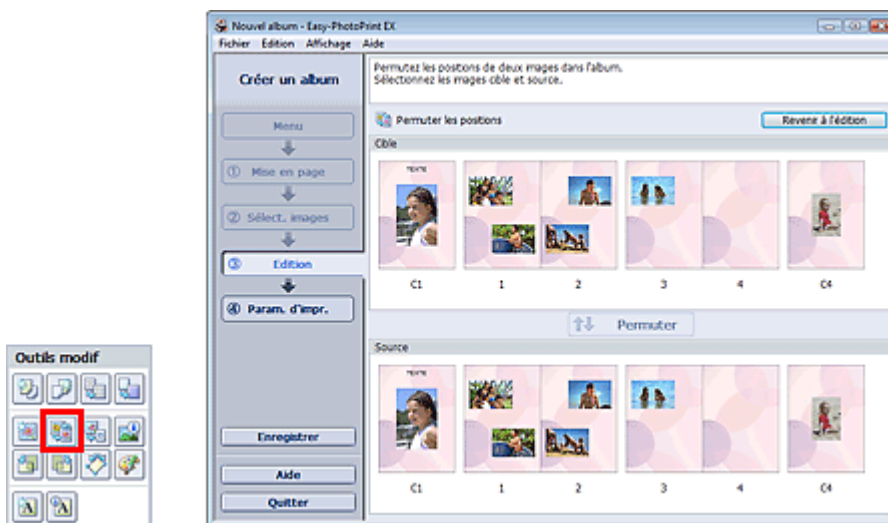 Nouvel album - Easy-PhotoPrint EX
Fichier Edition Affichage Aide
Créer un album
Permutez les positions de deux images dans l'album.
Sélectionnez les images cible et source.
Menu
① Mise en page
② Sélect. images
③ Edition
④ Param. d'impr.
Enregistrer
Aide
Quitter
Permuter les positions
Revenir à l'édition
Cible
TEXTE
C1 1 2 3 4 C4
Permuter
Source
TEXTE
C1 1 2 3 4 C4
Outils modif
A A